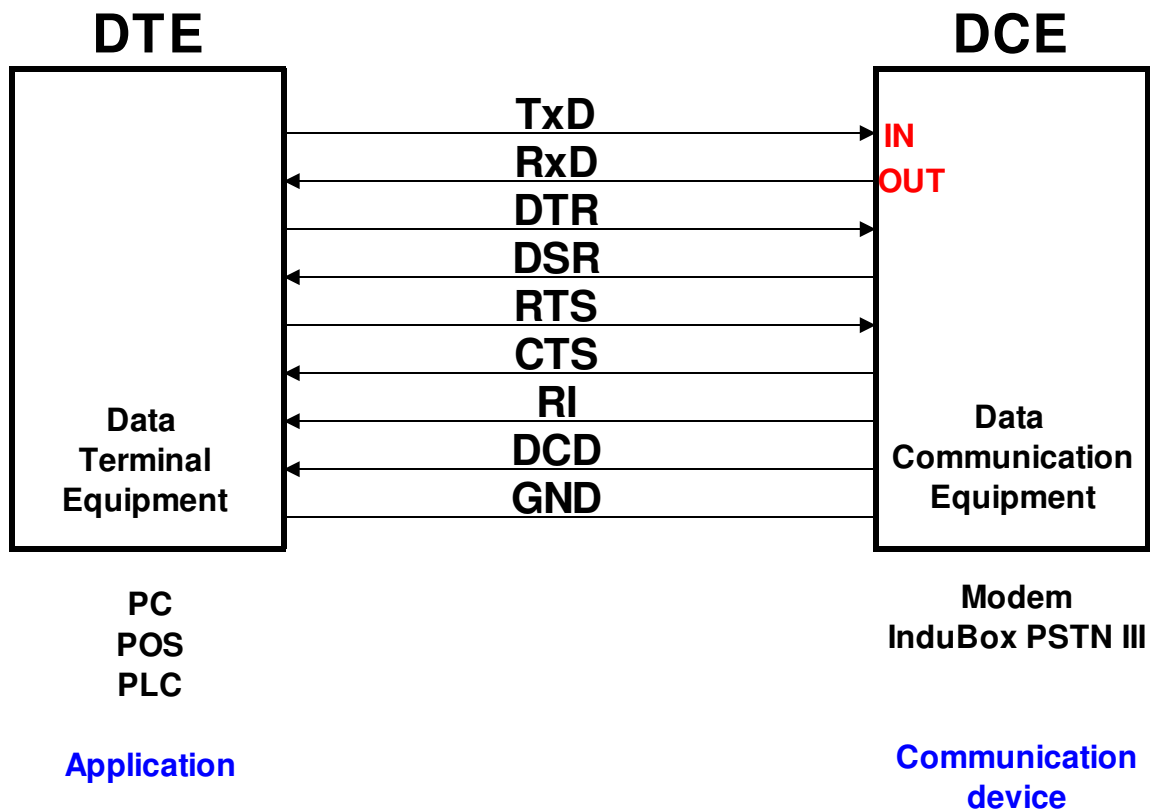 DTE
DCE
TxD
IN
RxD
OUT
DTR
DSR
RTS
CTS
RI
DCD
GND
Data
Terminal
Equipment
Data
Communication
Equipment
PC
POS
PLC
Modem
InduBox PSTN III
Application
Communication
device